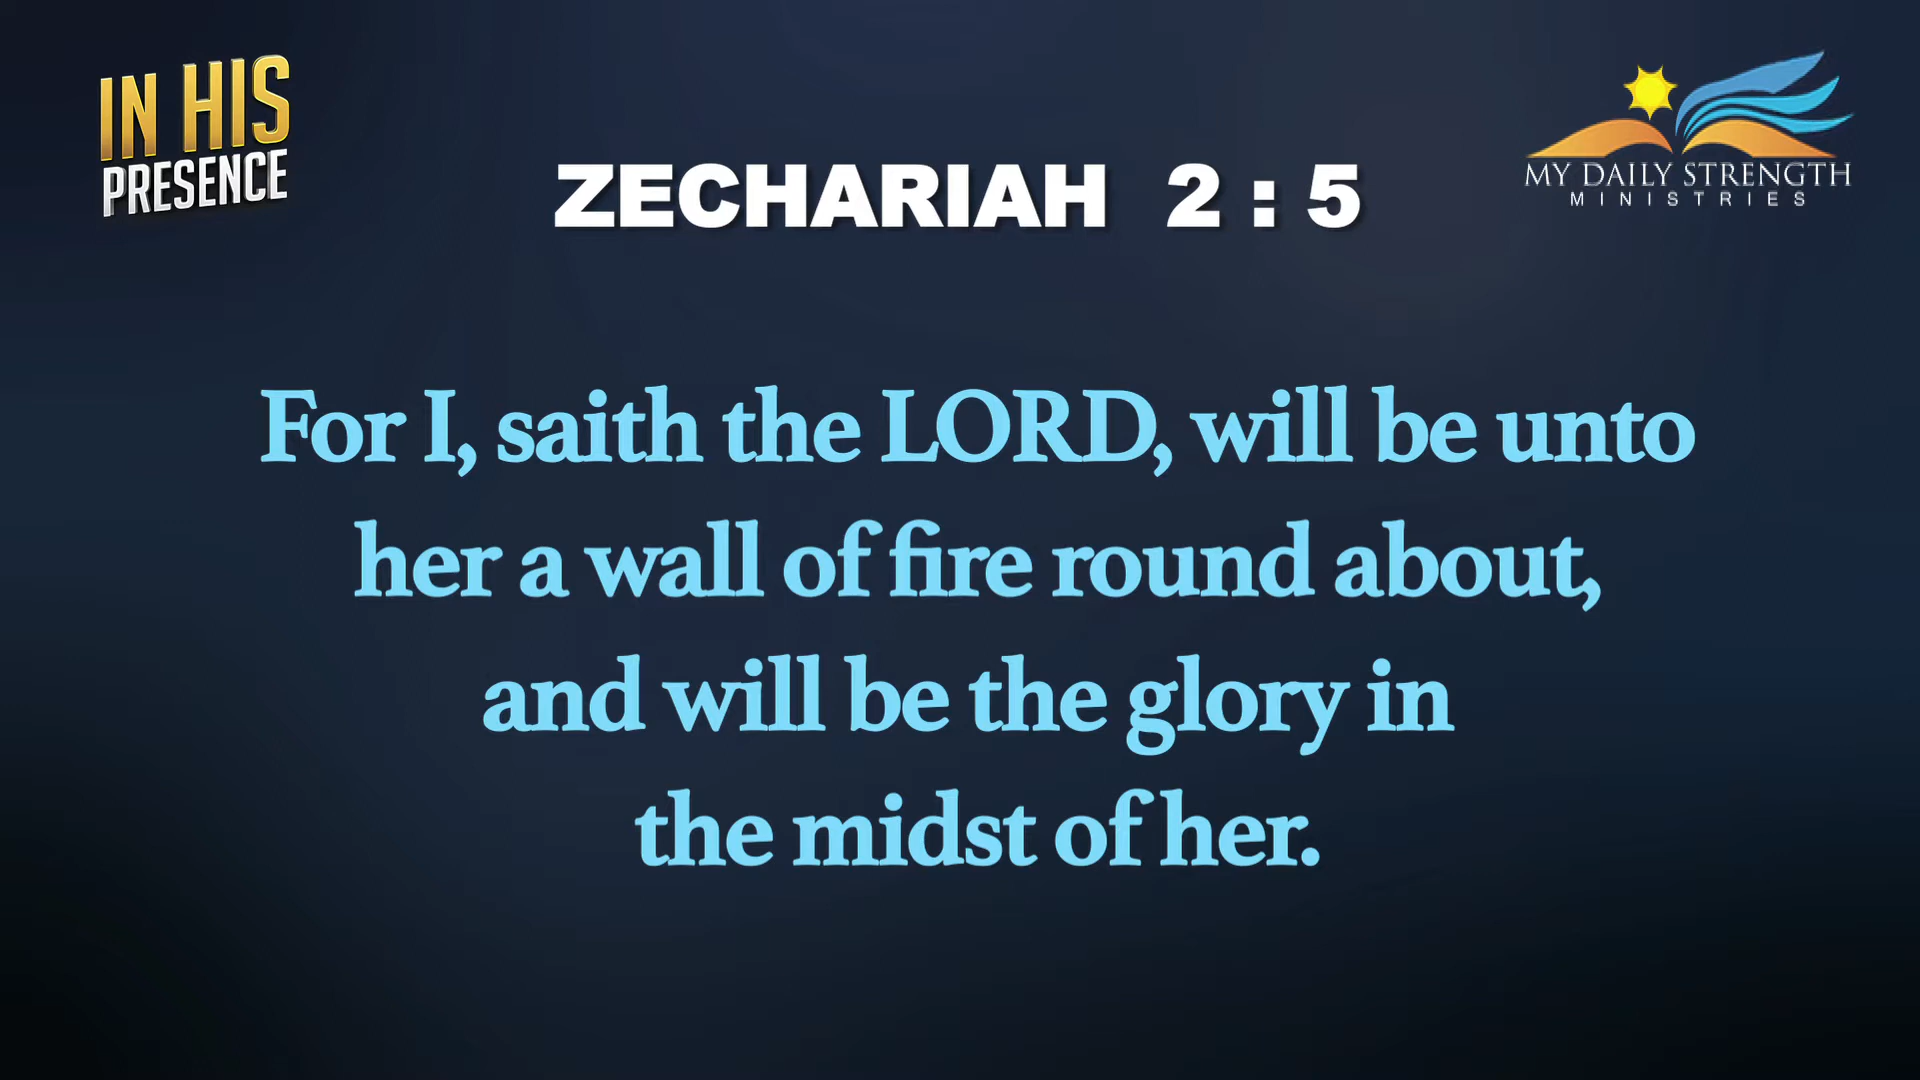 IN HIS
PRESENCE
MY DAILY STRENGTH
MINISTRIES
ZECHARIAH 2 : 5
For I, saith the LORD, will be unto
her a wall of fire round about,
and will be the glory in
the midst of her.